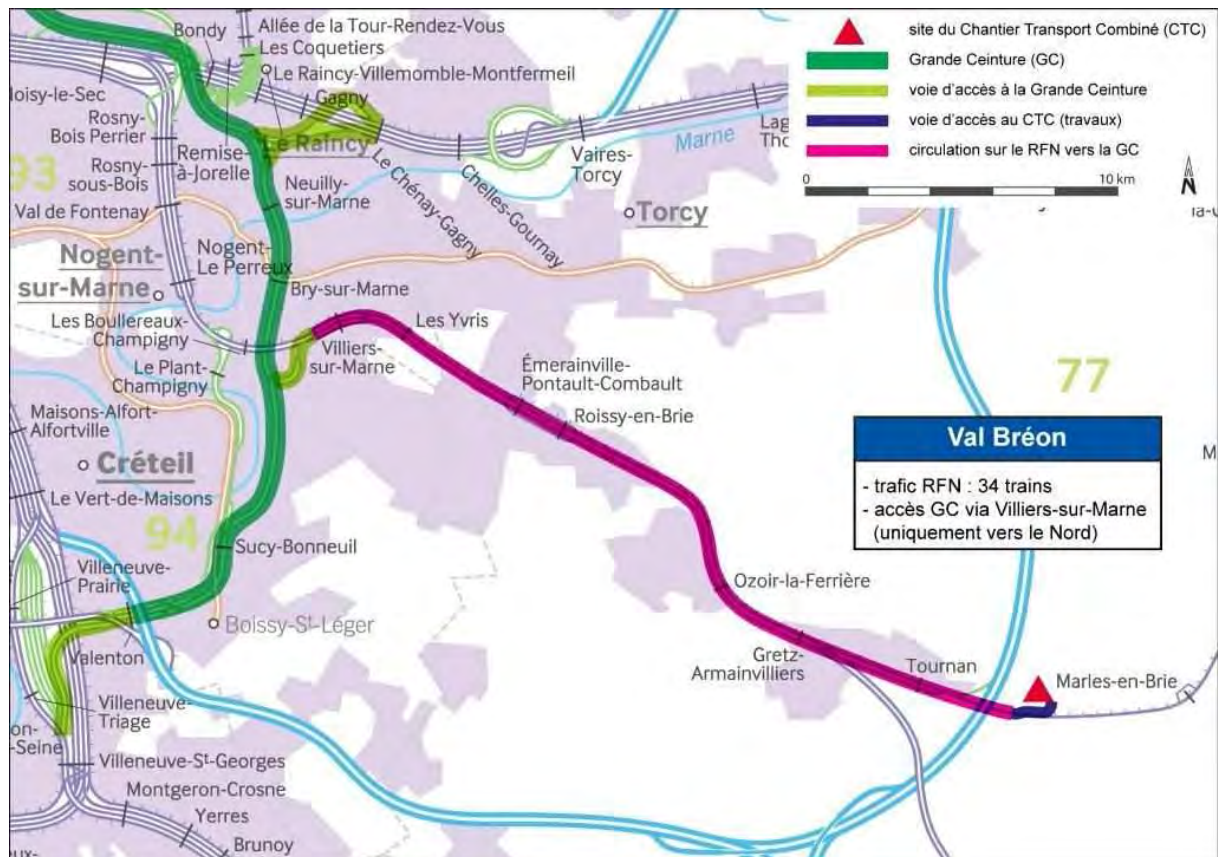 site du Chantier Transport Combiné (CTC)
Grande Ceinture (GC)
voie d'accès à la Grande Ceinture
voie d'accès au CTC (travaux)
circulation sur le RFN vers la GC
0
10 km
N
Bondy
Allée de la Tour-Rendez-Vous
Les Coquetiers
Le Raincy-Villemomble-Montfermeil
Gagny
Rosny-
Bois Perrier
Remise-
à-Jorelle
Le Raincy
Le Chénay-Gagny
Chelles-Gournay
Vaires-
Torcy
Marne
93
Rosny-
sous-Bois
Neuilly-
sur-Marne
Val de Fontenay
Torcy
Nogent-
sur-Marne
Nogent-
Le Perreux
Bry-sur-Marne
Les Boullereaux-
Champigny
Villiers-
sur-Marne
Les Yvris
Le Plant-
Champigny
Émerainville-
Pontault-Combault
Roissy-en-Brie
77
Maisons-Alfort-
Alfortville
Créteil
Le Vert-de-Maisons
94
Val Bréon
- trafic RFN : 34 trains
- accès GC via Villiers-sur-Marne
(uniquement vers le Nord)
Sucy-Bonneuil
Villeneuve-
Prairie
Ozoir-la-Ferrière
Boissy-St-Léger
Valenton
Gretz-
Armainvilliers
Tournan
Marles-en-Brie
Villeneuve-
Triage
-Seine
Villeneuve-St-Georges
Montgeron-Crosne
Yerres
Brunoy